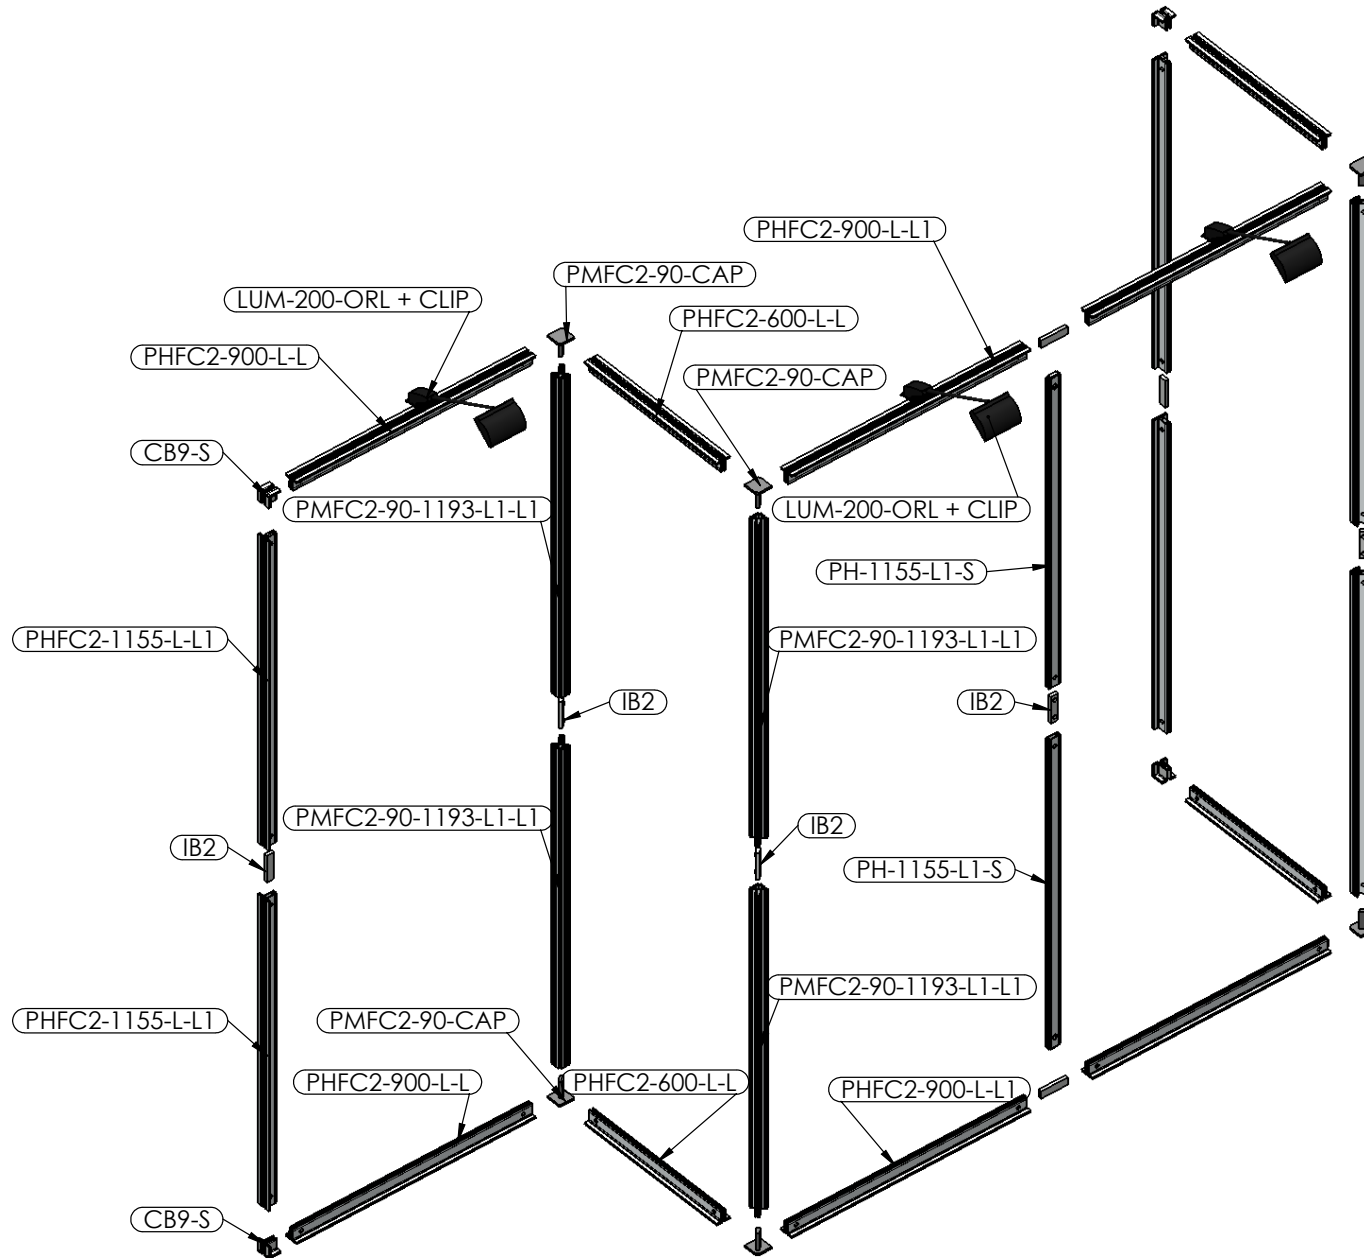 PHFC2-900-L-L1
PMFC2-90-CAP
LUM-200-ORL + CLIP
PHFC2-600-L-L
PHFC2-900-L-L
PMFC2-90-CAP
CB9-S
PMFC2-90-1193-L1-L1
LUM-200-ORL + CLIP
PH-1155-L1-S
PHFC2-1155-L-L1
PMFC2-90-1193-L1-L1
IB2
IB2
PMFC2-90-1193-L1-L1
IB2
IB2
PH-1155-L1-S
PMFC2-90-1193-L1-L1
PHFC2-1155-L-L1
PMFC2-90-CAP
PHFC2-900-L-L
PHFC2-600-L-L
PHFC2-900-L-L1
CB9-S